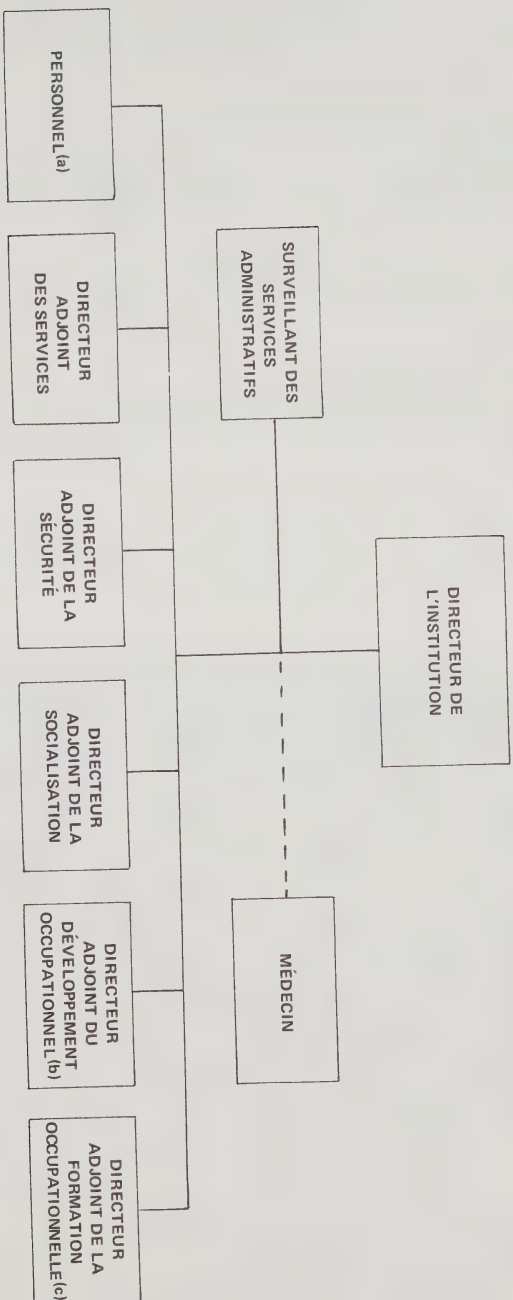 DIRECTEUR DE
L'INSTITUTION
SURVEILLANT DES
SERVICES
ADMINISTRATIFS
MÉDECIN
PERSONNEL(a)
DIRECTEUR
ADJOINT
DES SERVICES
DIRECTEUR
ADJOINT DE LA
SÉCURITÉ
DIRECTEUR
ADJOINT DE LA
SOCIALISATION
DIRECTEUR
ADJOINT DU
DÉVELOPPEMENT
OCCUPATIONNEL(b)
DIRECTEUR
ADJOINT DE LA
FORMATION
OCCUPATIONNELLE(c)